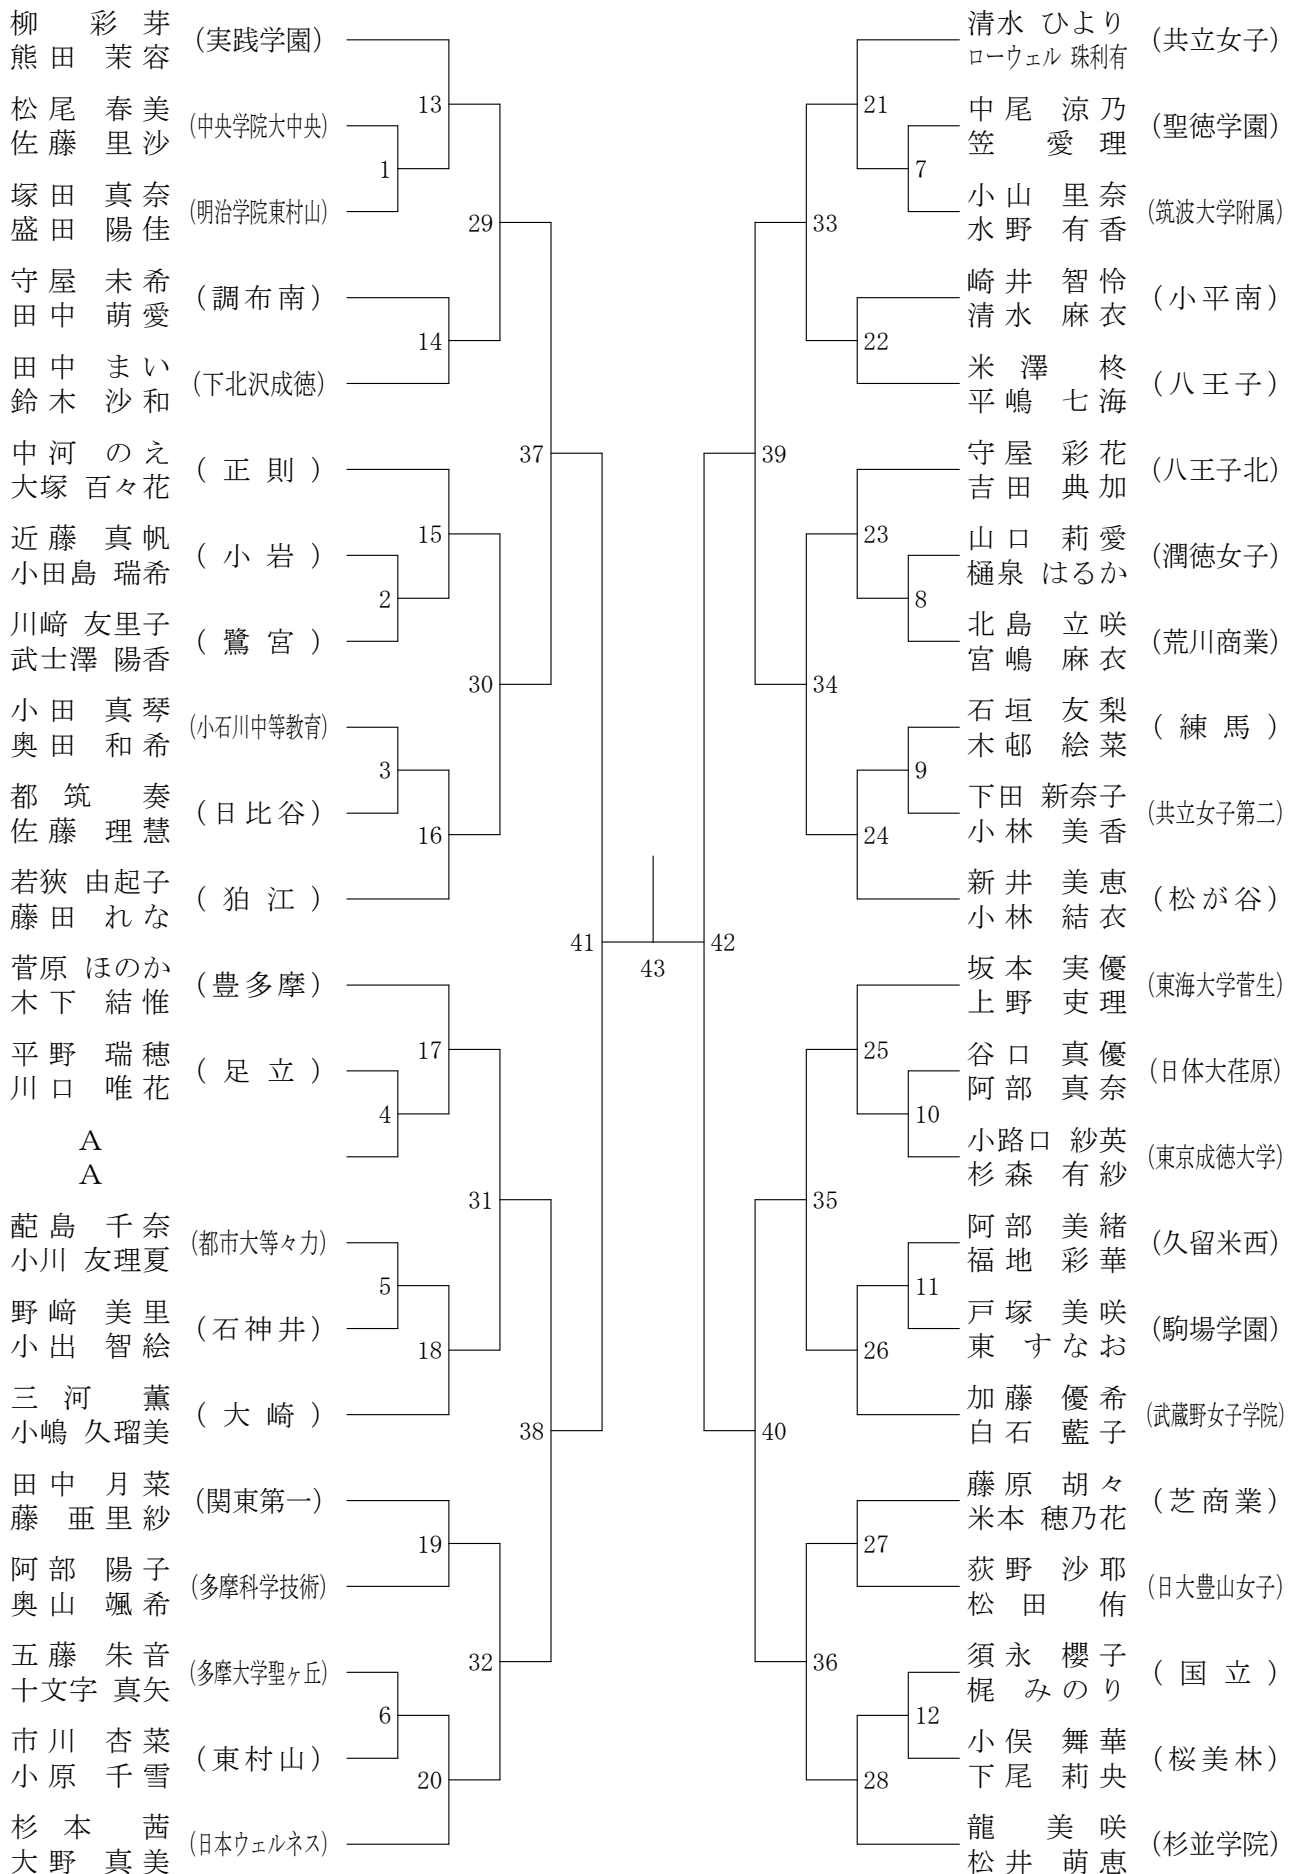 柳 彩芽
熊田 茉容
(実践学園)
松尾 春美
佐藤 里沙
(中央学院大中央)
塚田 真奈
盛田 陽佳
(明治学院東村山)
守屋 未希
田中 萌愛
(調布南)
田中 まい
鈴木 沙和
(下北沢成徳)
中河 のえ
大塚 百々花
(正則)
近藤 真帆
小田島 瑞希
(小岩)
川﨑 友里子
武士澤 陽香
(鷺宮)
小田 真琴
奥田 和希
(小石川中等教育)
都筑 奏
佐藤 理慧
(日比谷)
若狹 由起子
藤田 れな
(狛江)
菅原 ほのか
木下 結惟
(豊多摩)
平野 瑞穂
川口 唯花
(足立)
A
A
蓜島 千奈
小川 友理夏
(都市大等々力)
野﨑 美里
小出 智絵
(石神井)
三河 薫
小嶋 久瑠美
(大崎)
田中 月菜
藤 亜里紗
(関東第一)
阿部 陽子
奥山 颯希
(多摩科学技術)
五藤 朱音
十文字 真矢
(多摩大学聖ヶ丘)
市川 杏菜
小原 千雪
(東村山)
杉本 茜
大野 真美
(日本ウェルネス)
1
2
3
4
5
6
13
14
15
16
17
18
19
20
29
30
31
32
37
38
41
43
42
39
40
33
34
35
36
21
22
23
24
25
26
27
28
7
8
9
10
11
12
清水 ひより
ローウェル 珠利有
(共立女子)
中尾 涼乃
笠 愛理
(聖徳学園)
小山 里奈
水野 有香
(筑波大学附属)
崎井 智怜
清水 麻衣
(小平南)
米澤 柊
平嶋 七海
(八王子)
守屋 彩花
吉田 典加
(八王子北)
山口 莉愛
樋泉 はるか
(潤徳女子)
北島 立咲
宮嶋 麻衣
(荒川商業)
石垣 友梨
木邨 絵菜
(練馬)
下田 新奈子
小林 美香
(共立女子第二)
新井 美恵
小林 結衣
(松が谷)
坂本 実優
上野 吏理
(東海大学菅生)
谷口 真優
阿部 真奈
(日体大荏原)
小路口 紗英
杉森 有紗
(東京成徳大学)
阿部 美緒
福地 彩華
(久留米西)
戸塚 美咲
東 すなお
(駒場学園)
加藤 優希
白石 藍子
(武蔵野女子学院)
藤原 胡々
米本 穂乃花
(芝商業)
荻野 沙耶
松田 侑
(日大豊山女子)
須永 櫻子
梶 みのり
(国立)
小俣 舞華
下尾 莉央
(桜美林)
龍 美咲
松井 萌恵
(杉並学院)